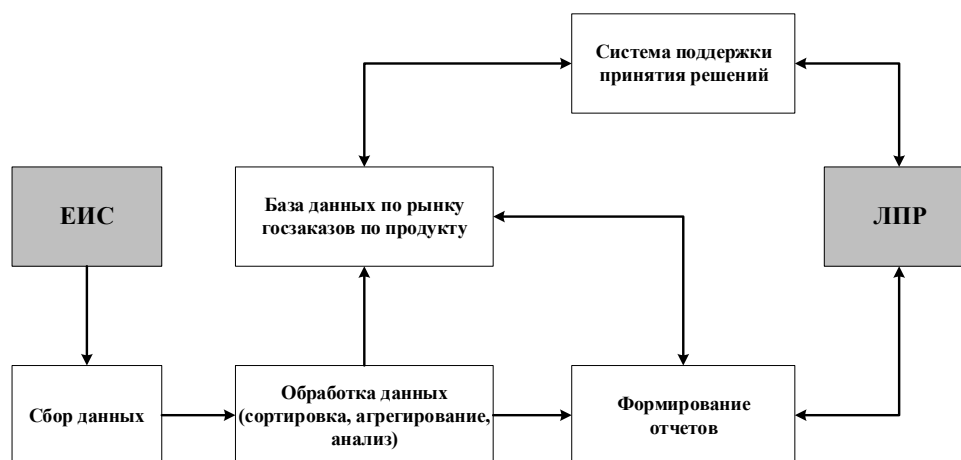 Система поддержки
принятия решений
ЕИС
База данных по рынку
госзаказов по продукту
ЛПР
Сбор данных
Обработка данных
(сортировка, агрегирование,
анализ)
Формирование
отчетов